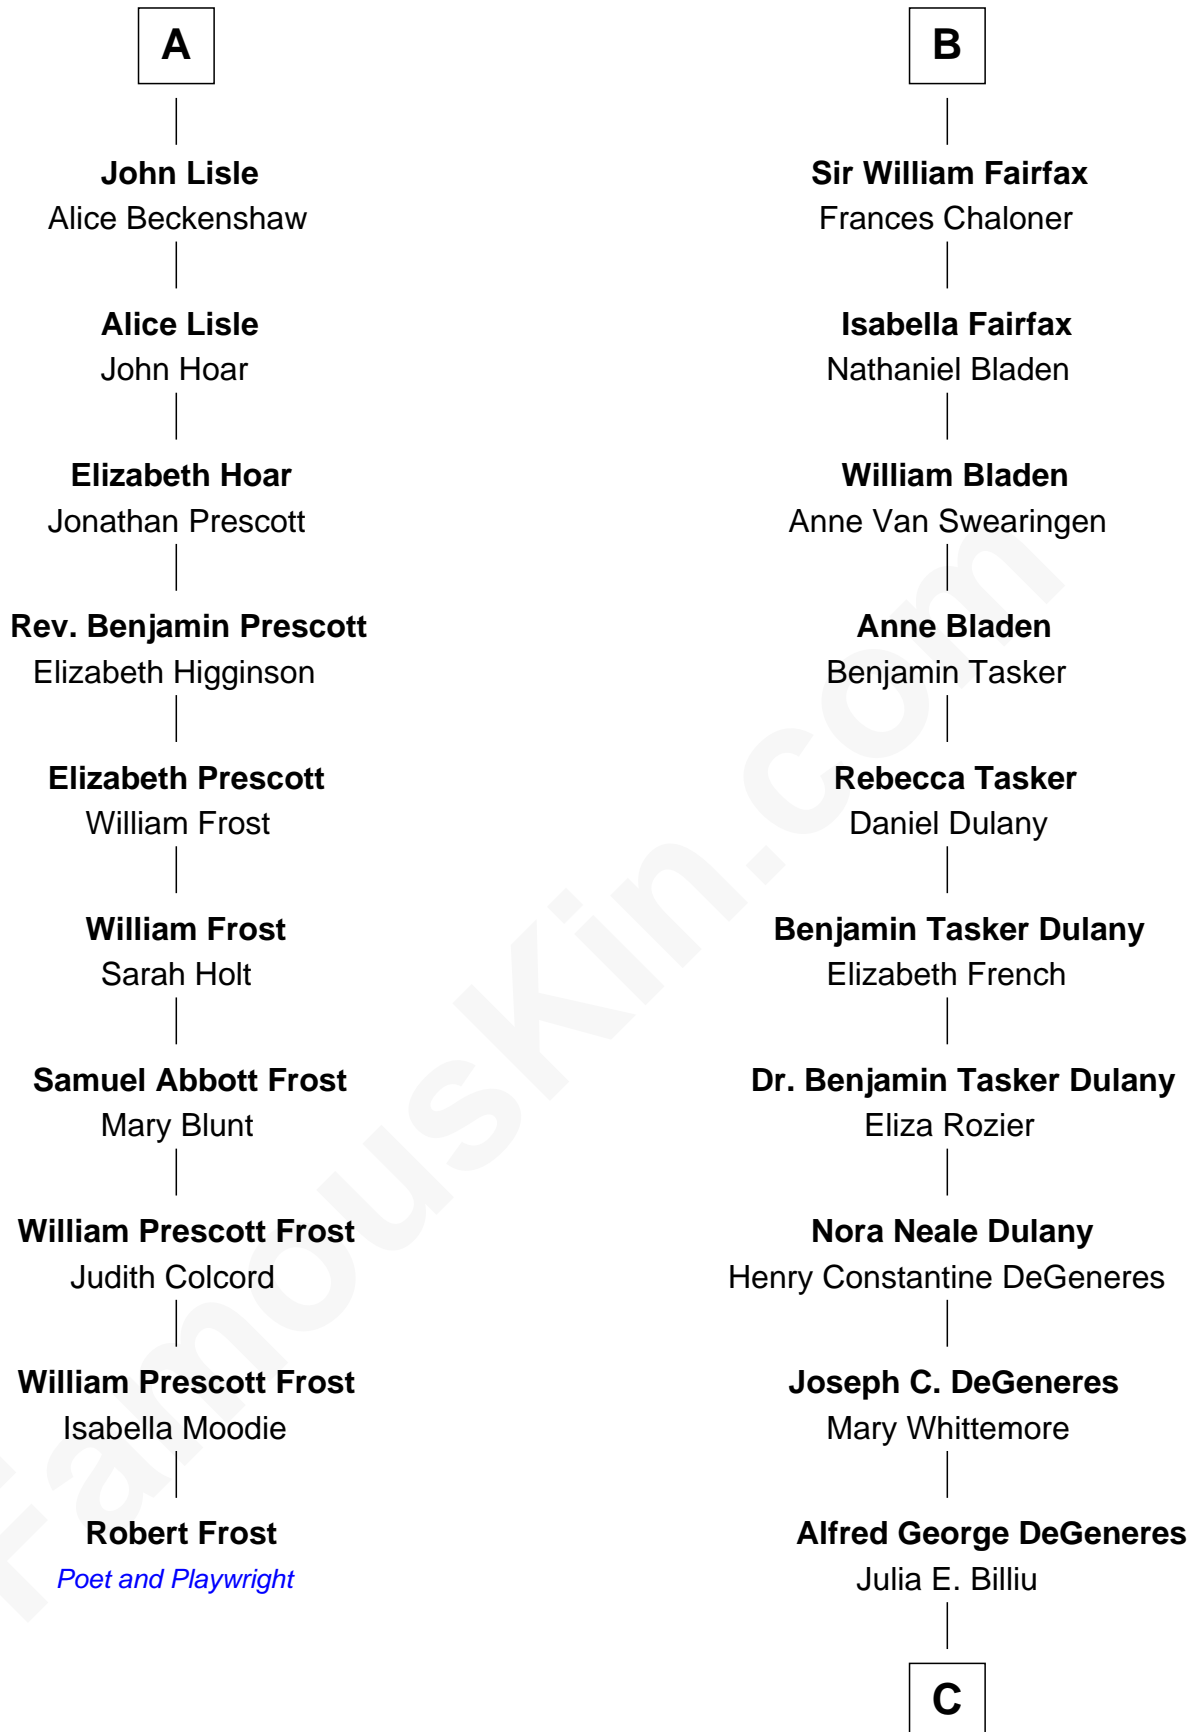 A
John Lisle
Alice Beckenshaw
Alice Lisle
John Hoar
Elizabeth Hoar
Jonathan Prescott
Rev. Benjamin Prescott
Elizabeth Higginson
Elizabeth Prescott
William Frost
William Frost
Sarah Holt
Samuel Abbott Frost
Mary Blunt
William Prescott Frost
Judith Colcord
William Prescott Frost
Isabella Moodie
Robert Frost
Poet and Playwright
B
Sir William Fairfax
Frances Chaloner
Isabella Fairfax
Nathaniel Bladen
William Bladen
Anne Van Swearingen
Anne Bladen
Benjamin Tasker
Rebecca Tasker
Daniel Dulany
Benjamin Tasker Dulany
Elizabeth French
Dr. Benjamin Tasker Dulany
Eliza Rozier
Nora Neale Dulany
Henry Constantine DeGeneres
Joseph C. DeGeneres
Mary Whittemore
Alfred George DeGeneres
Julia E. Billiu
C
FamousKin.com